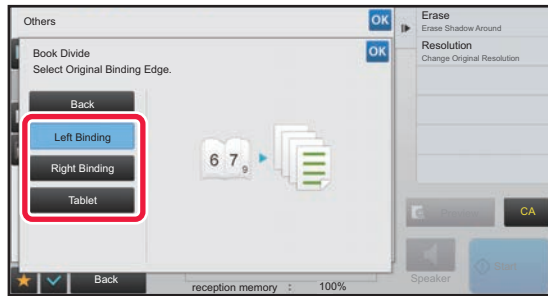 Others
OK
Book Divide
OK
Select Original Binding Edge.
Back
Left Binding
Right Binding
Tablet
6 7 9
Back
reception memory : 100%
Erase
Erase Shadow Around
Resolution
Change Original Resolution
CA
Speaker
Start